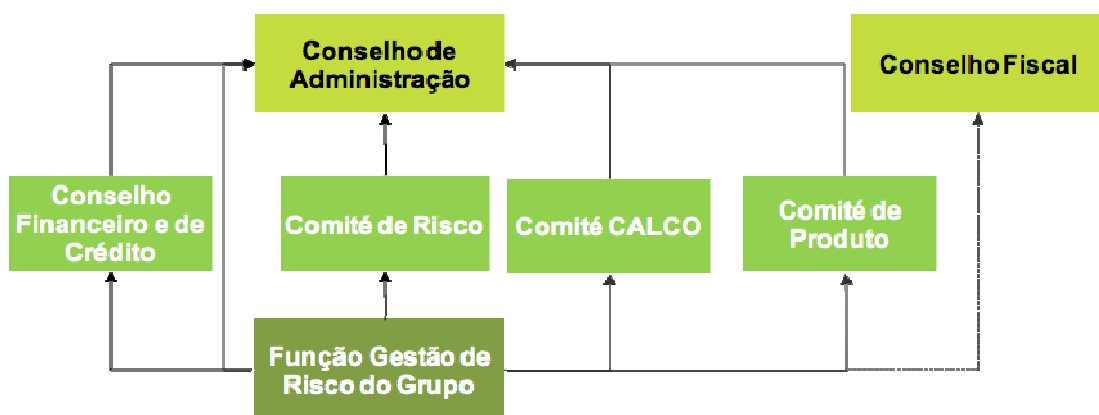 Conselho de
Administração
Conselho Fiscal
Conselho
Financeiro e de
Crédito
Comité de Risco
Comité CALCO
Comité de
Produto
Função Gestão de
Risco do Grupo